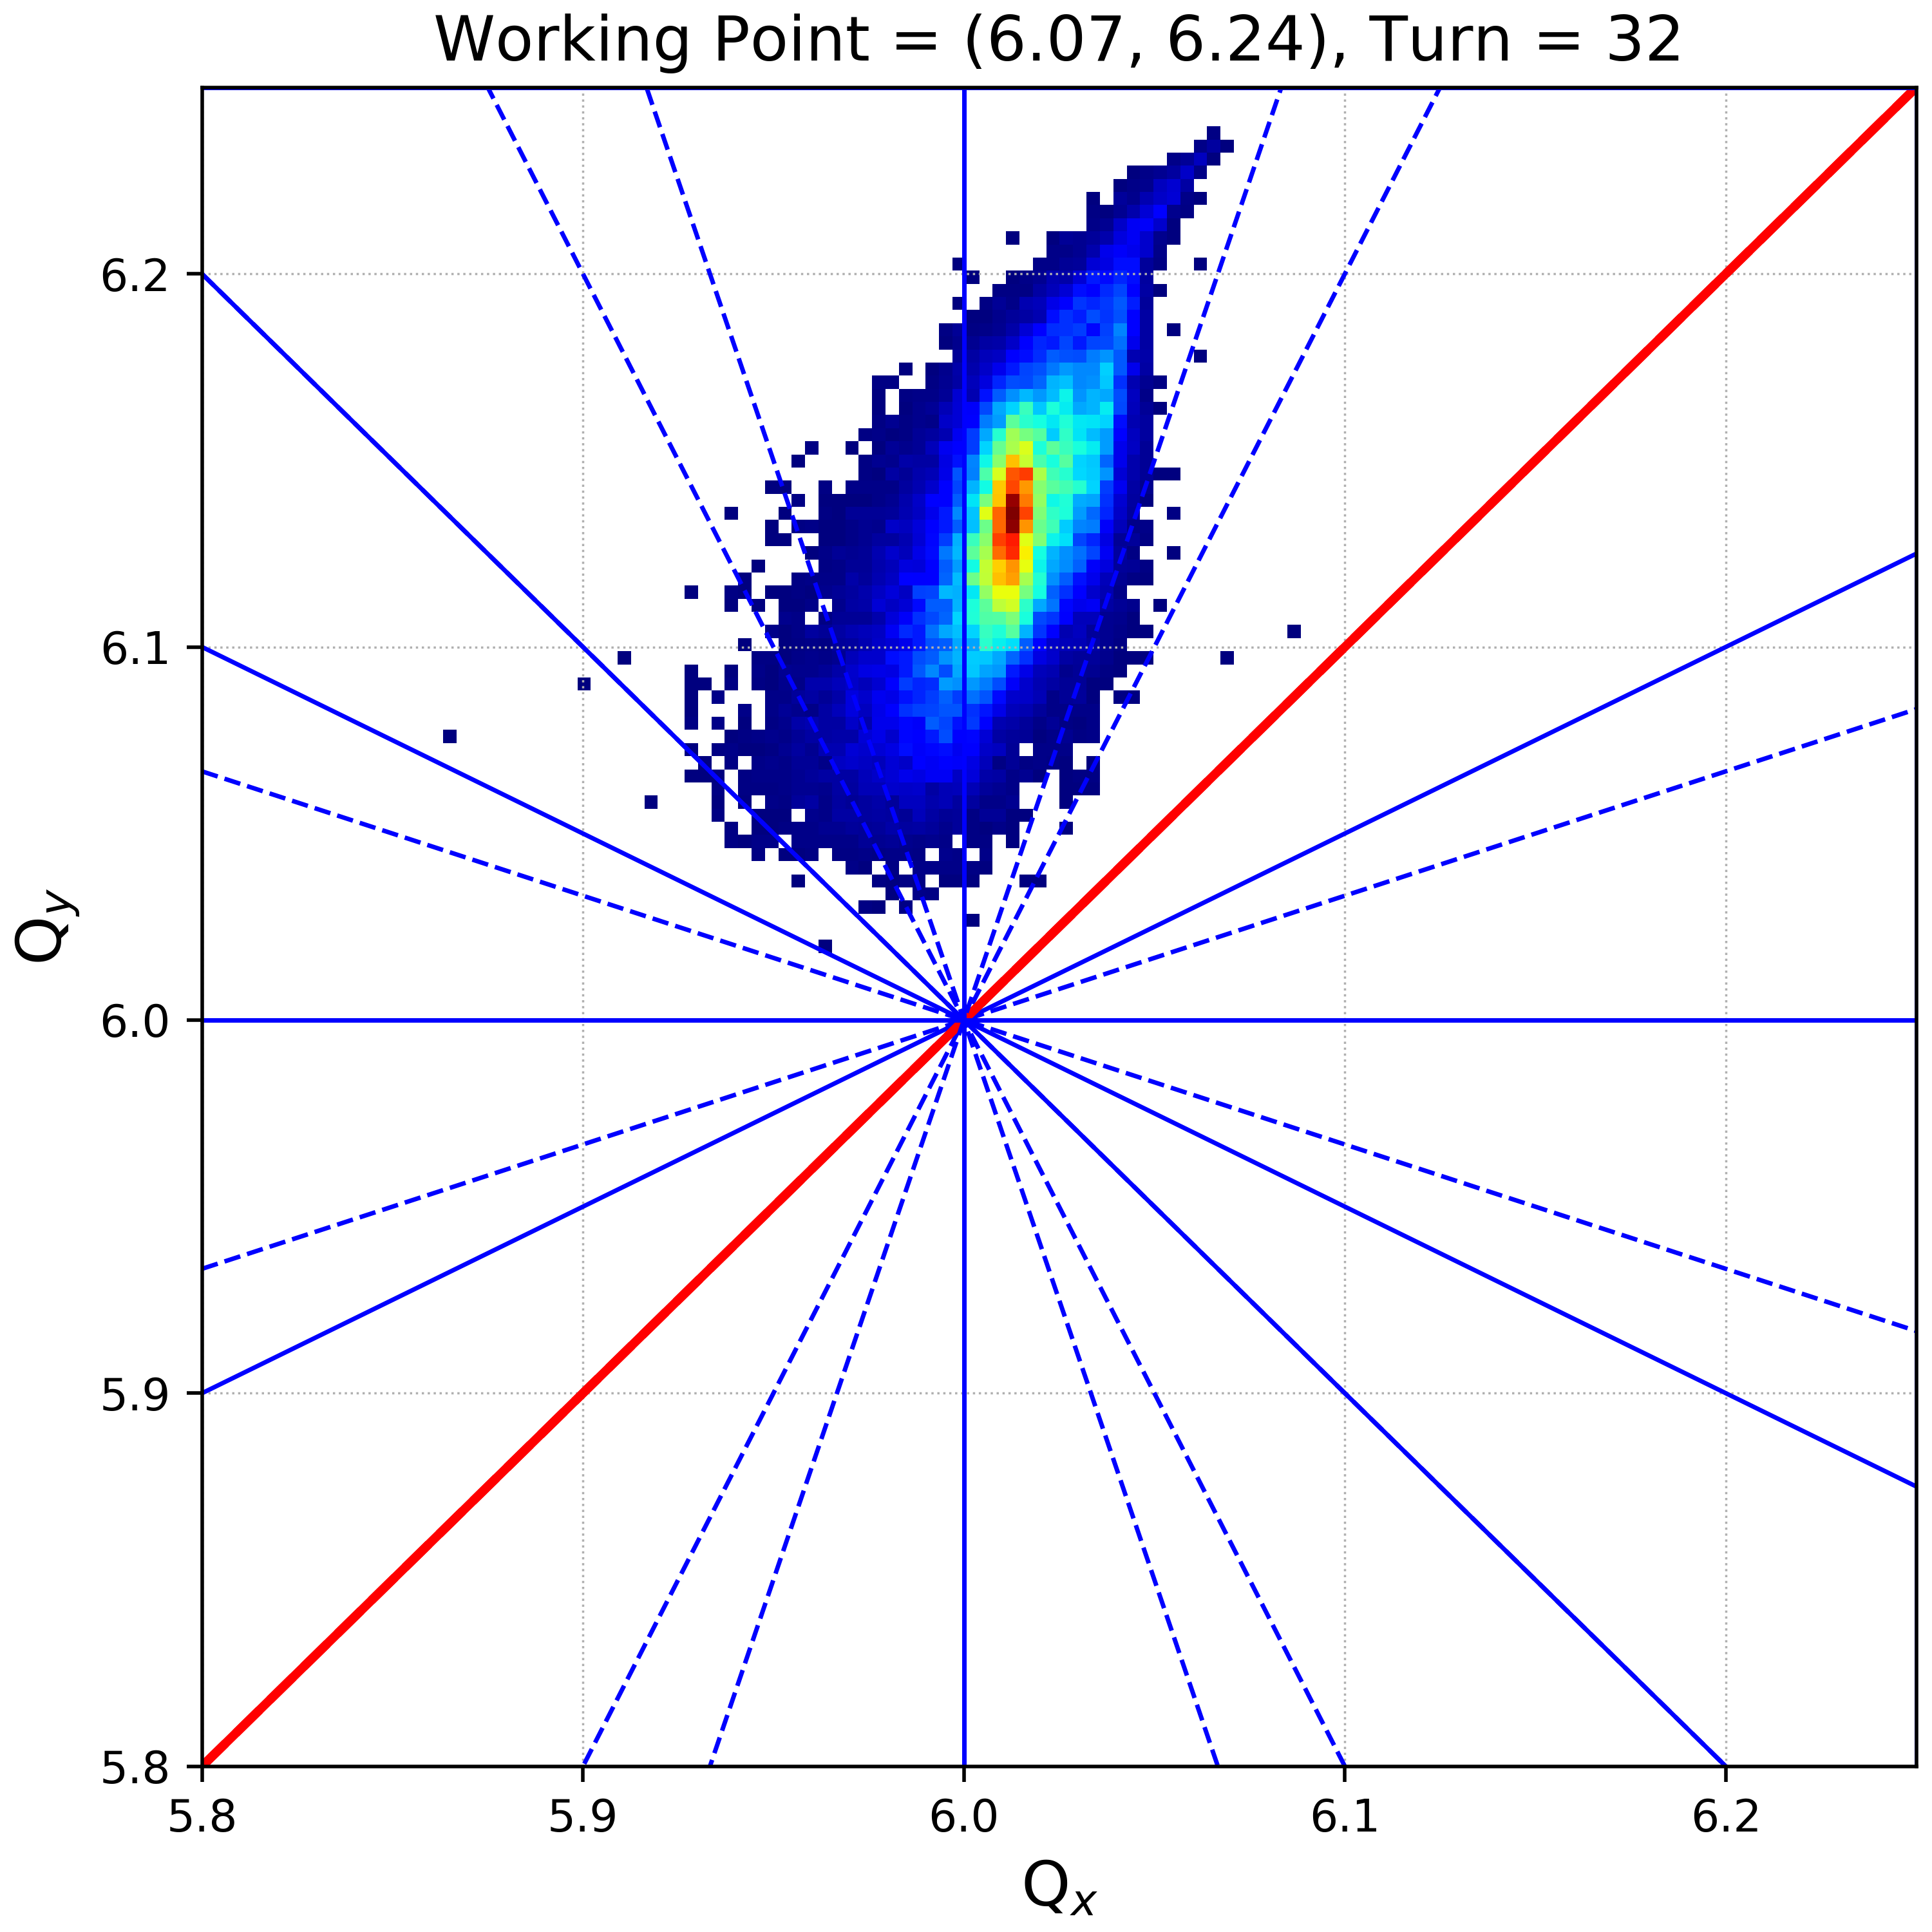 Working Point = (6.07, 6.24), Turn = 32
Qy
6.2
6.1
6.0
5.9
5.8
5.8 5.9 6.0 6.1 6.2
Qx